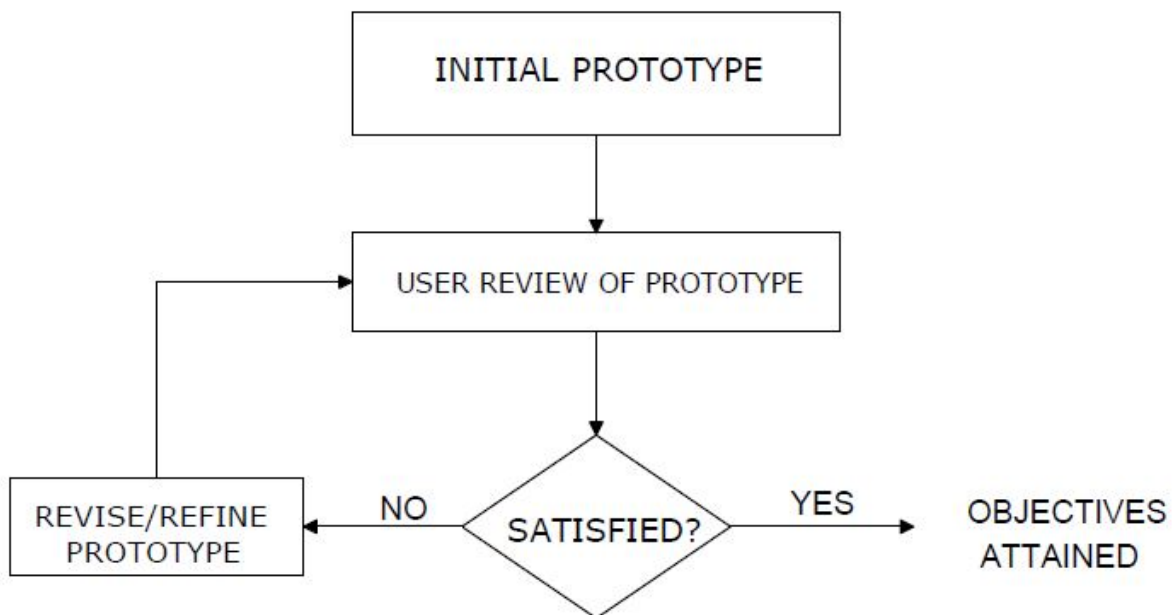 INITIAL PROTOTYPE
USER REVIEW OF PROTOTYPE
SATISFIED?
NO
YES
REVISE/REFINE
PROTOTYPE
OBJECTIVES
ATTAINED